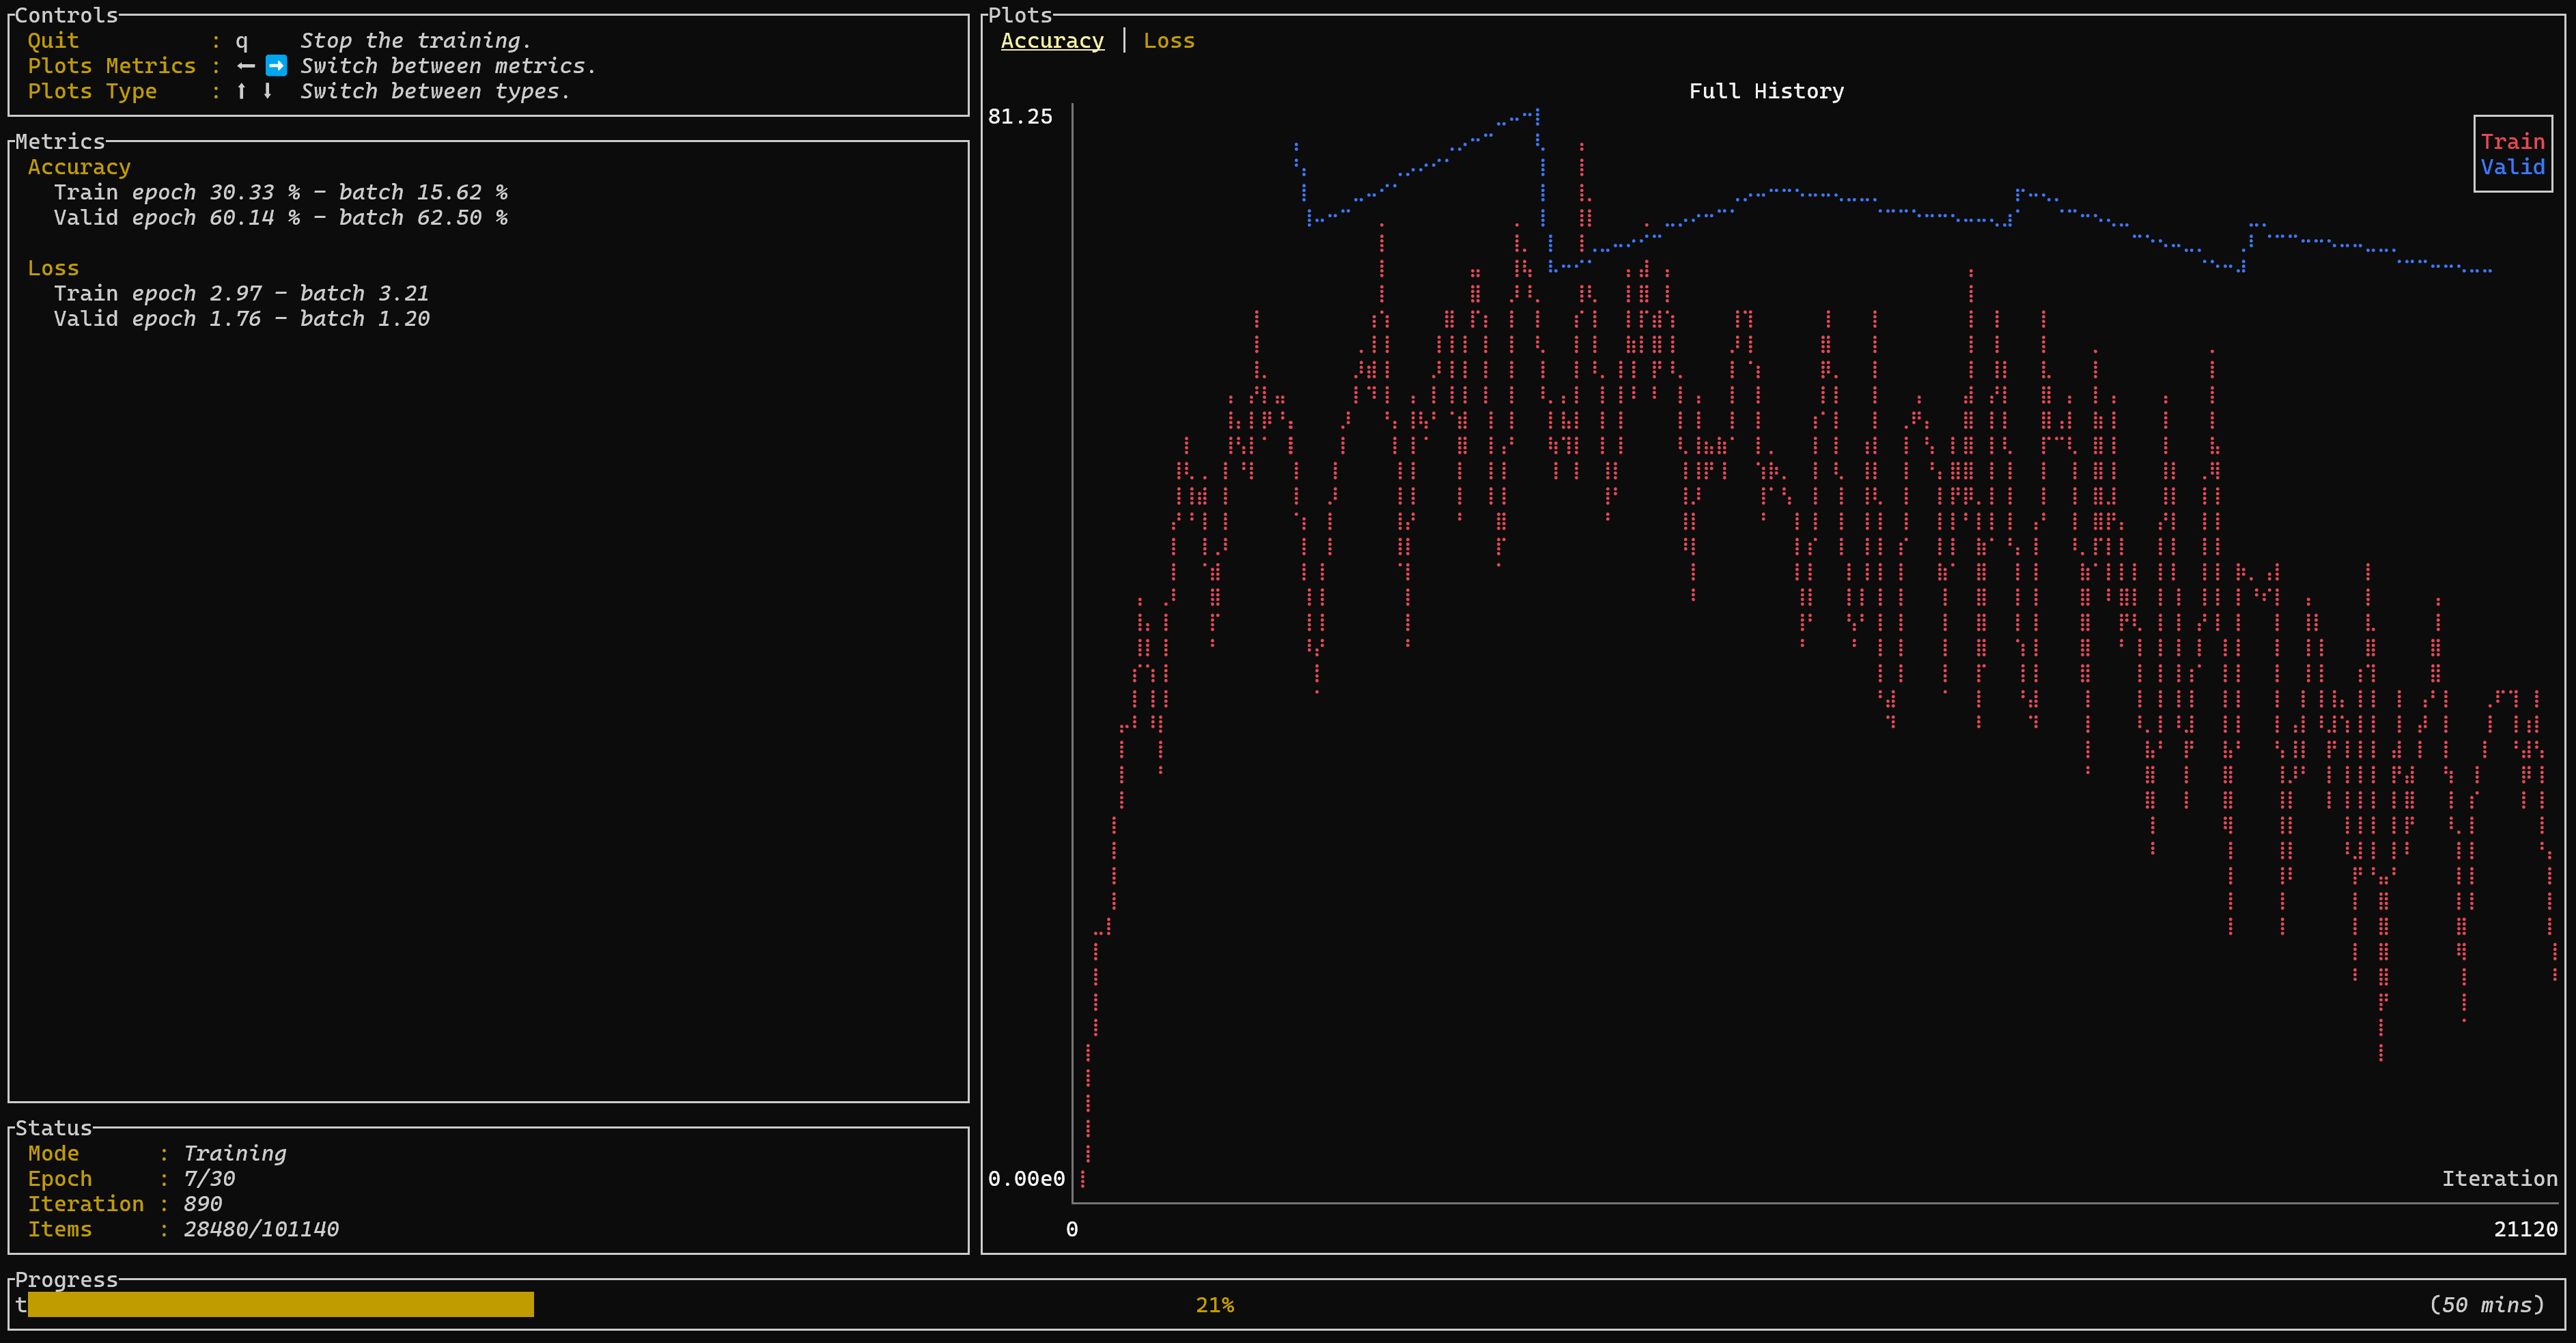 Controls
Quit : q Stop the training.
Plots Metrics : ← ➡ Switch between metrics.
Plots Type : ↑ ↓ Switch between types.
Metrics
Accuracy
Train epoch 30.33 % - batch 15.62 %
Valid epoch 60.14 % - batch 62.50 %
Loss
Train epoch 2.97 - batch 3.21
Valid epoch 1.76 - batch 1.20
Status
Mode : Training
Epoch : 7/30
Iteration : 890
Items : 28480/101140
Plots
Accuracy | Loss
Full History
81.25
Train
Valid
0.00e0
Iteration
0 21120
Progress
t 21% (50 mins)